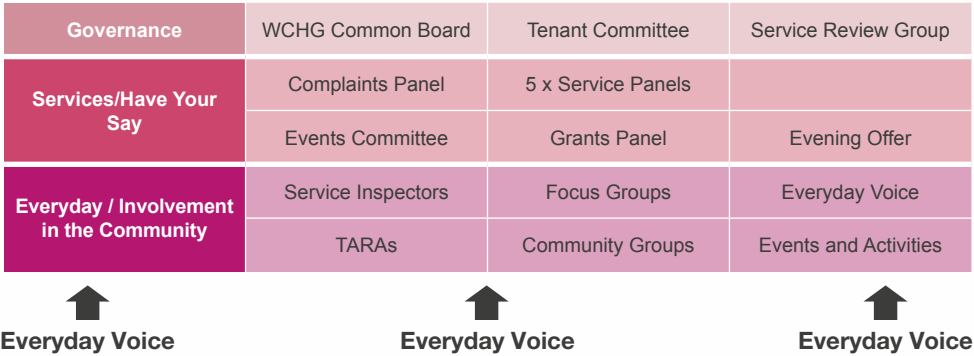 Governance
WCHG Common Board
Tenant Committee
Service Review Group
Services/Have Your
Say
Complaints Panel
5 x Service Panels
Events Committee
Grants Panel
Evening Offer
Everyday / Involvement
in the Community
Service Inspectors
Focus Groups
Everyday Voice
TARAs
Community Groups
Events and Activities
Everyday Voice
Everyday Voice
Everyday Voice